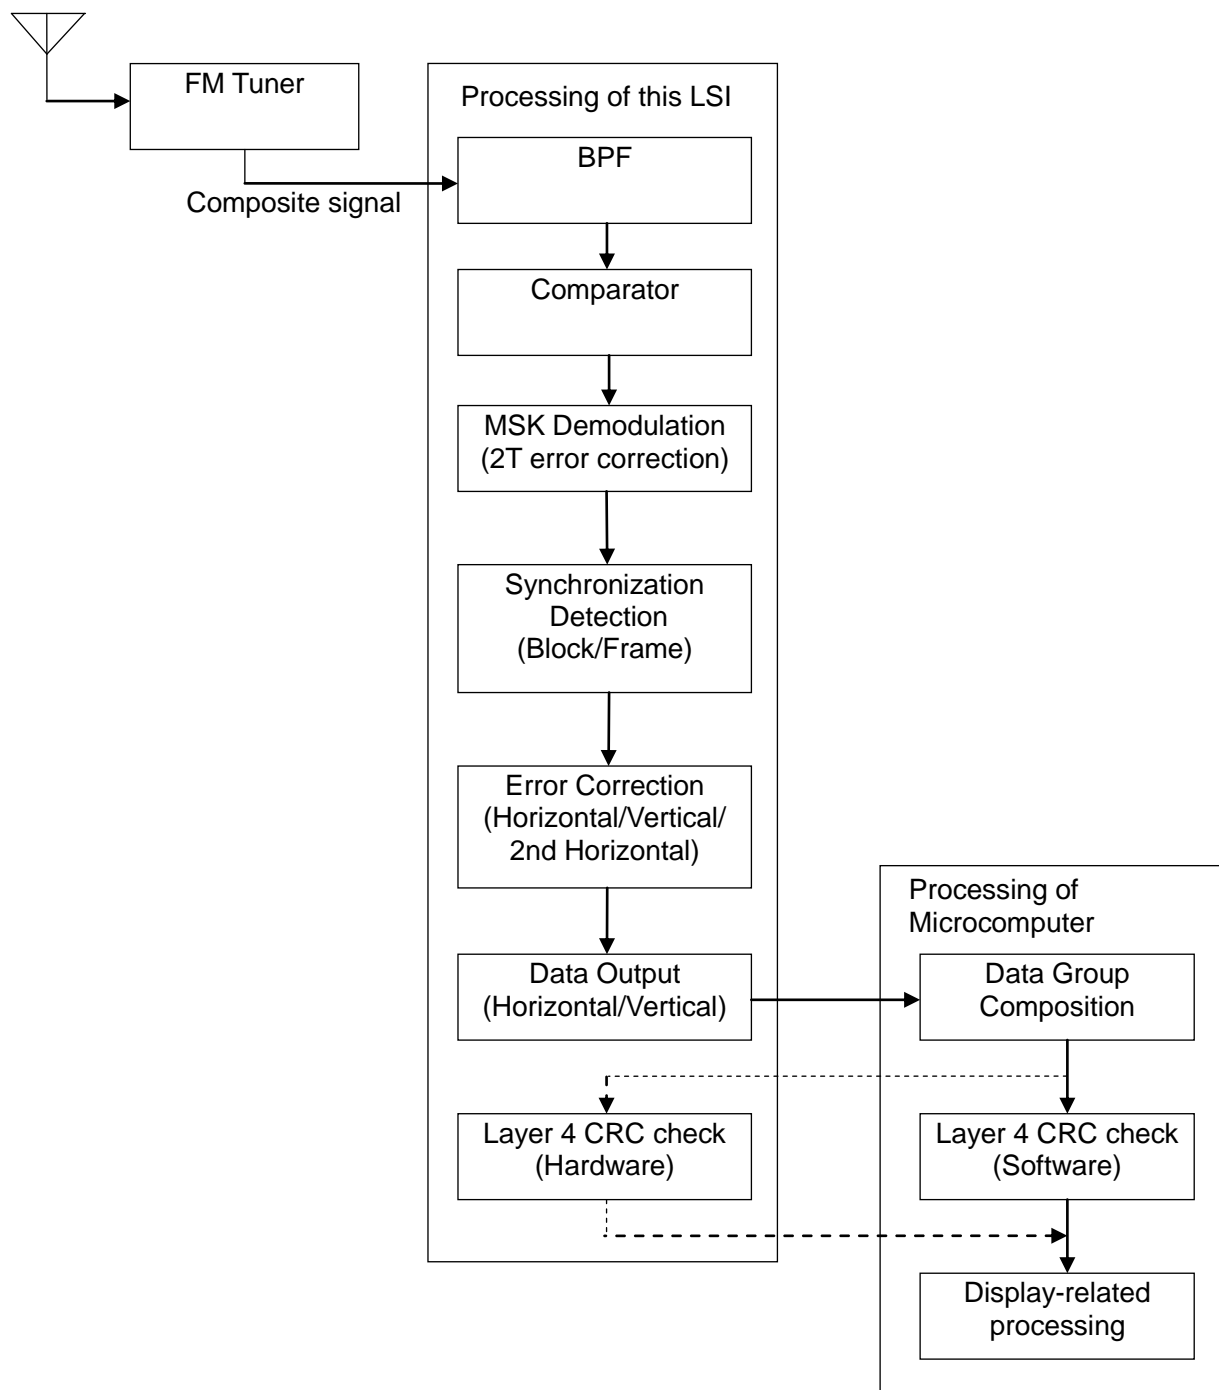 FM Tuner
Composite signal
Processing of this LSI
BPF
Comparator
MSK Demodulation
(2T error correction)
Synchronization
Detection
(Block/Frame)
Error Correction
(Horizontal/Vertical/
2nd Horizontal)
Data Output
(Horizontal/Vertical)
Layer 4 CRC check
(Hardware)
Processing of
Microcomputer
Data Group
Composition
Layer 4 CRC check
(Software)
Display-related
processing